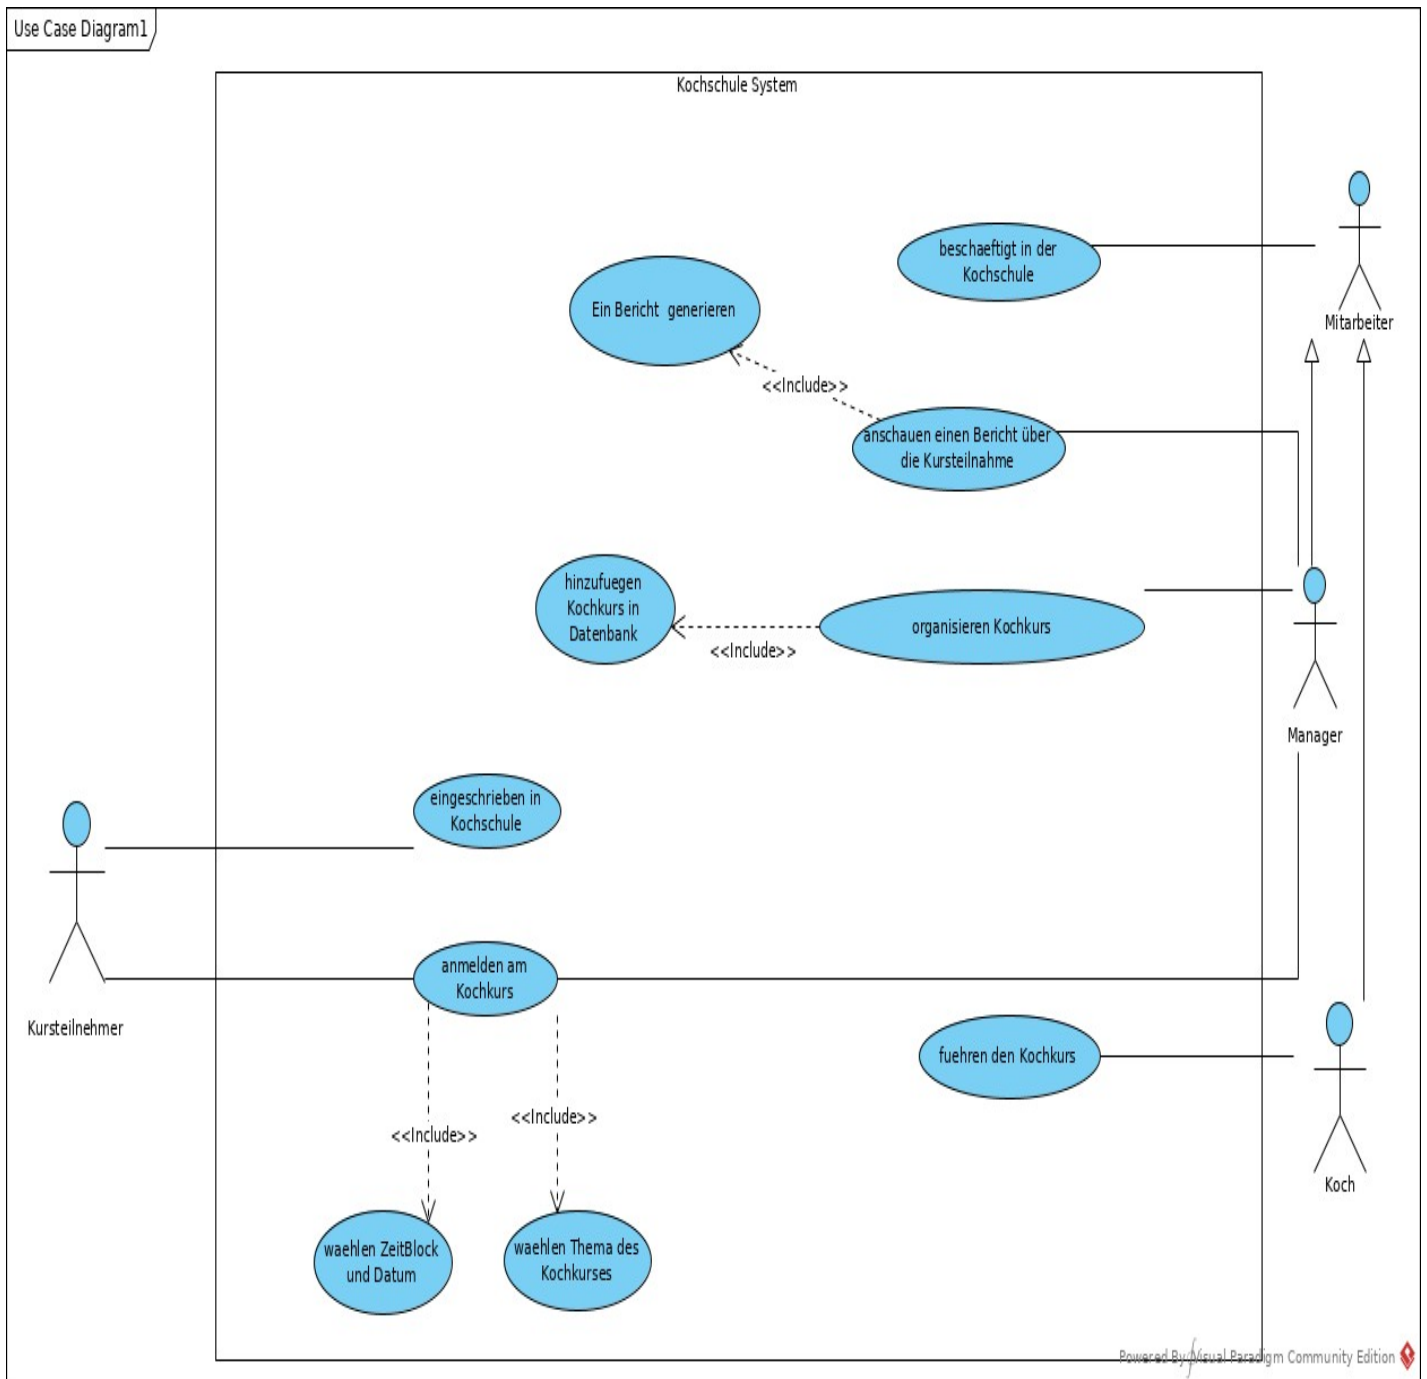 Use Case Diagram1
Kochschule System
beschaeftigt in der
Kochschule
Ein Bericht generieren
Mitarbeiter
<<Include>>
anschauen einen Bericht über
die Kursteilnahme
hinzufuegen
Kochkurs in
Datenbank
organisieren Kochkurs
<<Include>>
Manager
eingeschrieben in
Kochschule
anmelden am
Kochkurs
Kursteilnehmer
fuehren den Kochkurs
<<Include>>
<<Include>>
Koch
waehlen ZeitBlock
und Datum
waehlen Thema des
Kochkurses
Powered By Visual Paradigm Community Edition